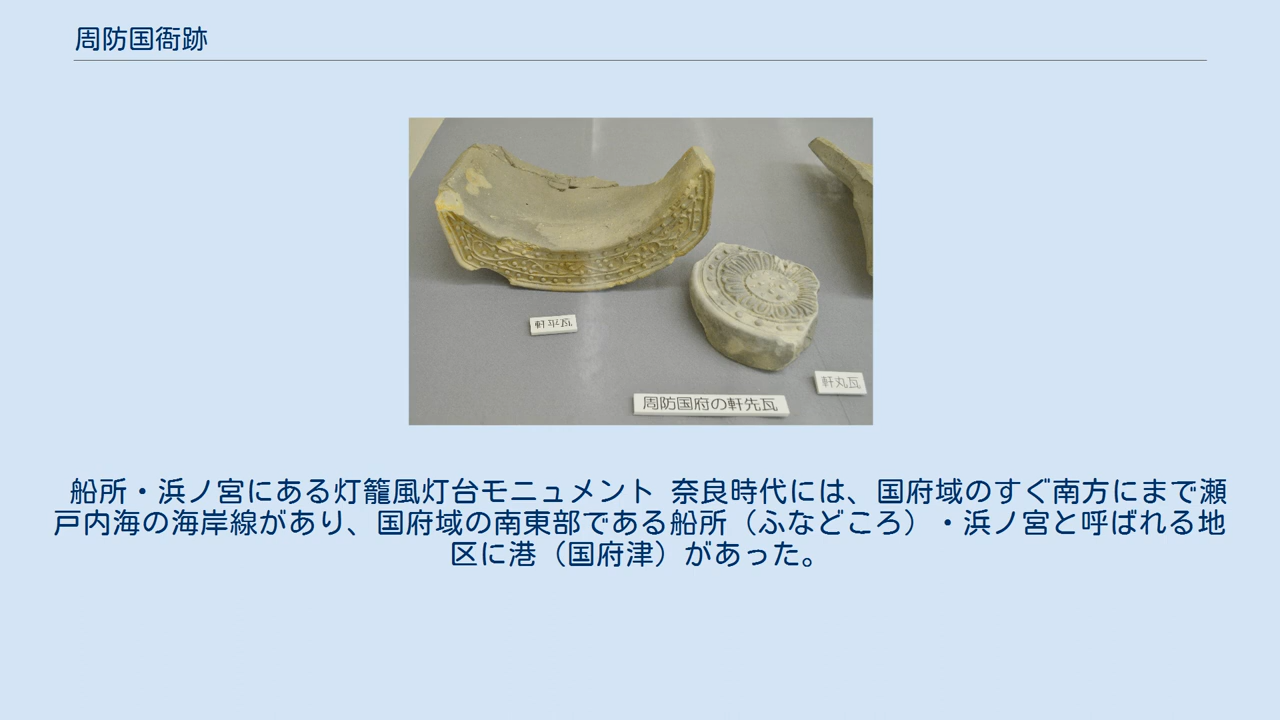 周防国衙跡
軒平瓦
軒丸瓦
周防国府の軒先瓦
船所・浜ノ宮にある灯籠風灯台モニュメント 奈良時代には、国府域のすぐ南方にまで瀬
戸内海の海岸線があり、国府域の南東部である船所（ふなどころ）・浜ノ宮と呼ばれる地
区に港（国府津）があった。